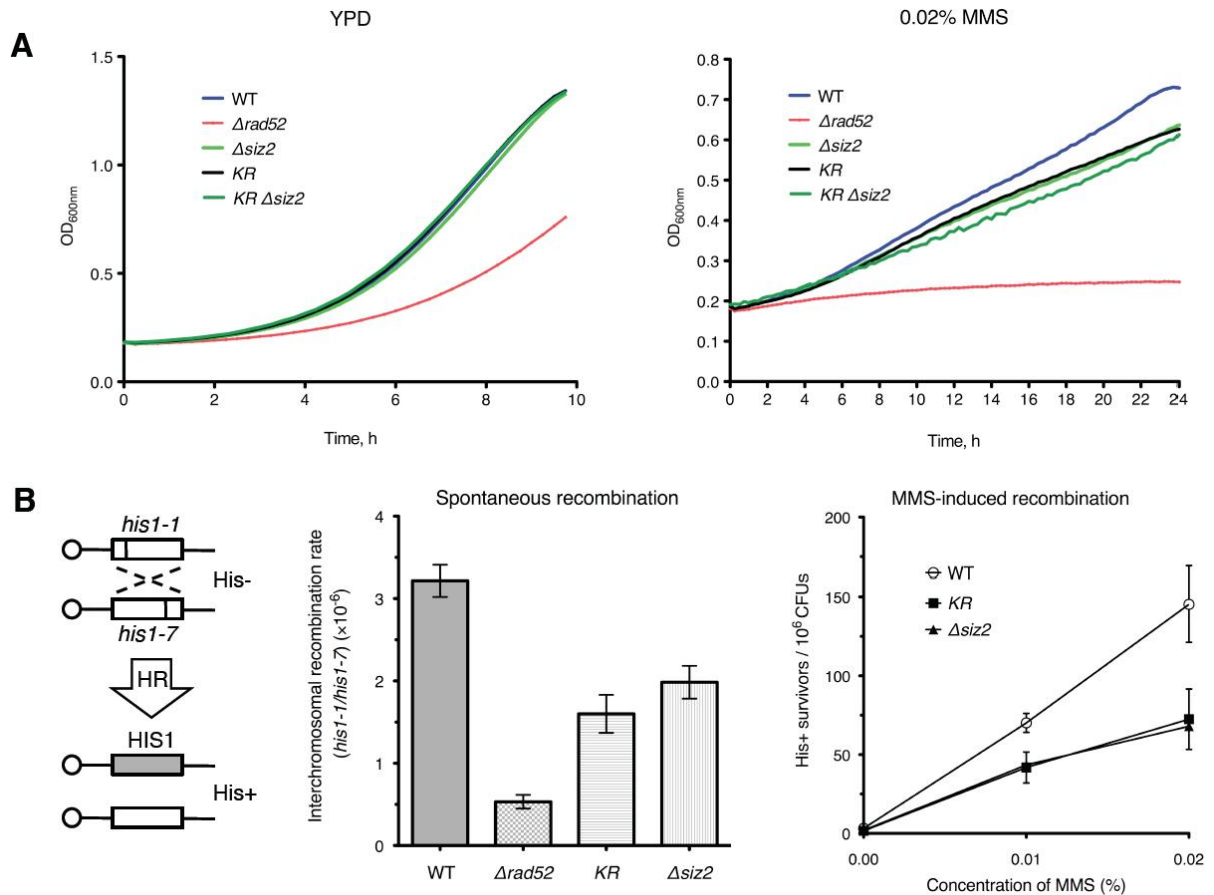 A
YPD
1.5
1.0
0.5
0.0
OD600nm
WT
Δrad52
Δsiz2
KR
KR Δsiz2
0
2
4
6
8
10
Time, h
0.02% MMS
0.8
0.7
0.6
0.5
0.4
0.3
0.2
0.1
0.0
OD600nm
WT
Δrad52
Δsiz2
KR
KR Δsiz2
0
2
4
6
8
10
12
14
16
18
20
22
24
Time, h
B
his1-1
His-
his1-7
HR
HIS1
His+
Spontaneous recombination
Interchromosomal recombination rate
(his1-1/his1-7) (×10⁻⁶)
4
3
2
1
0
WT
Δrad52
KR
Δsiz2
MMS-induced recombination
His+ survivors / 10⁶ CFUs
200
150
100
50
0
WT
KR
Δsiz2
0.00
0.01
0.02
Concentration of MMS (%)